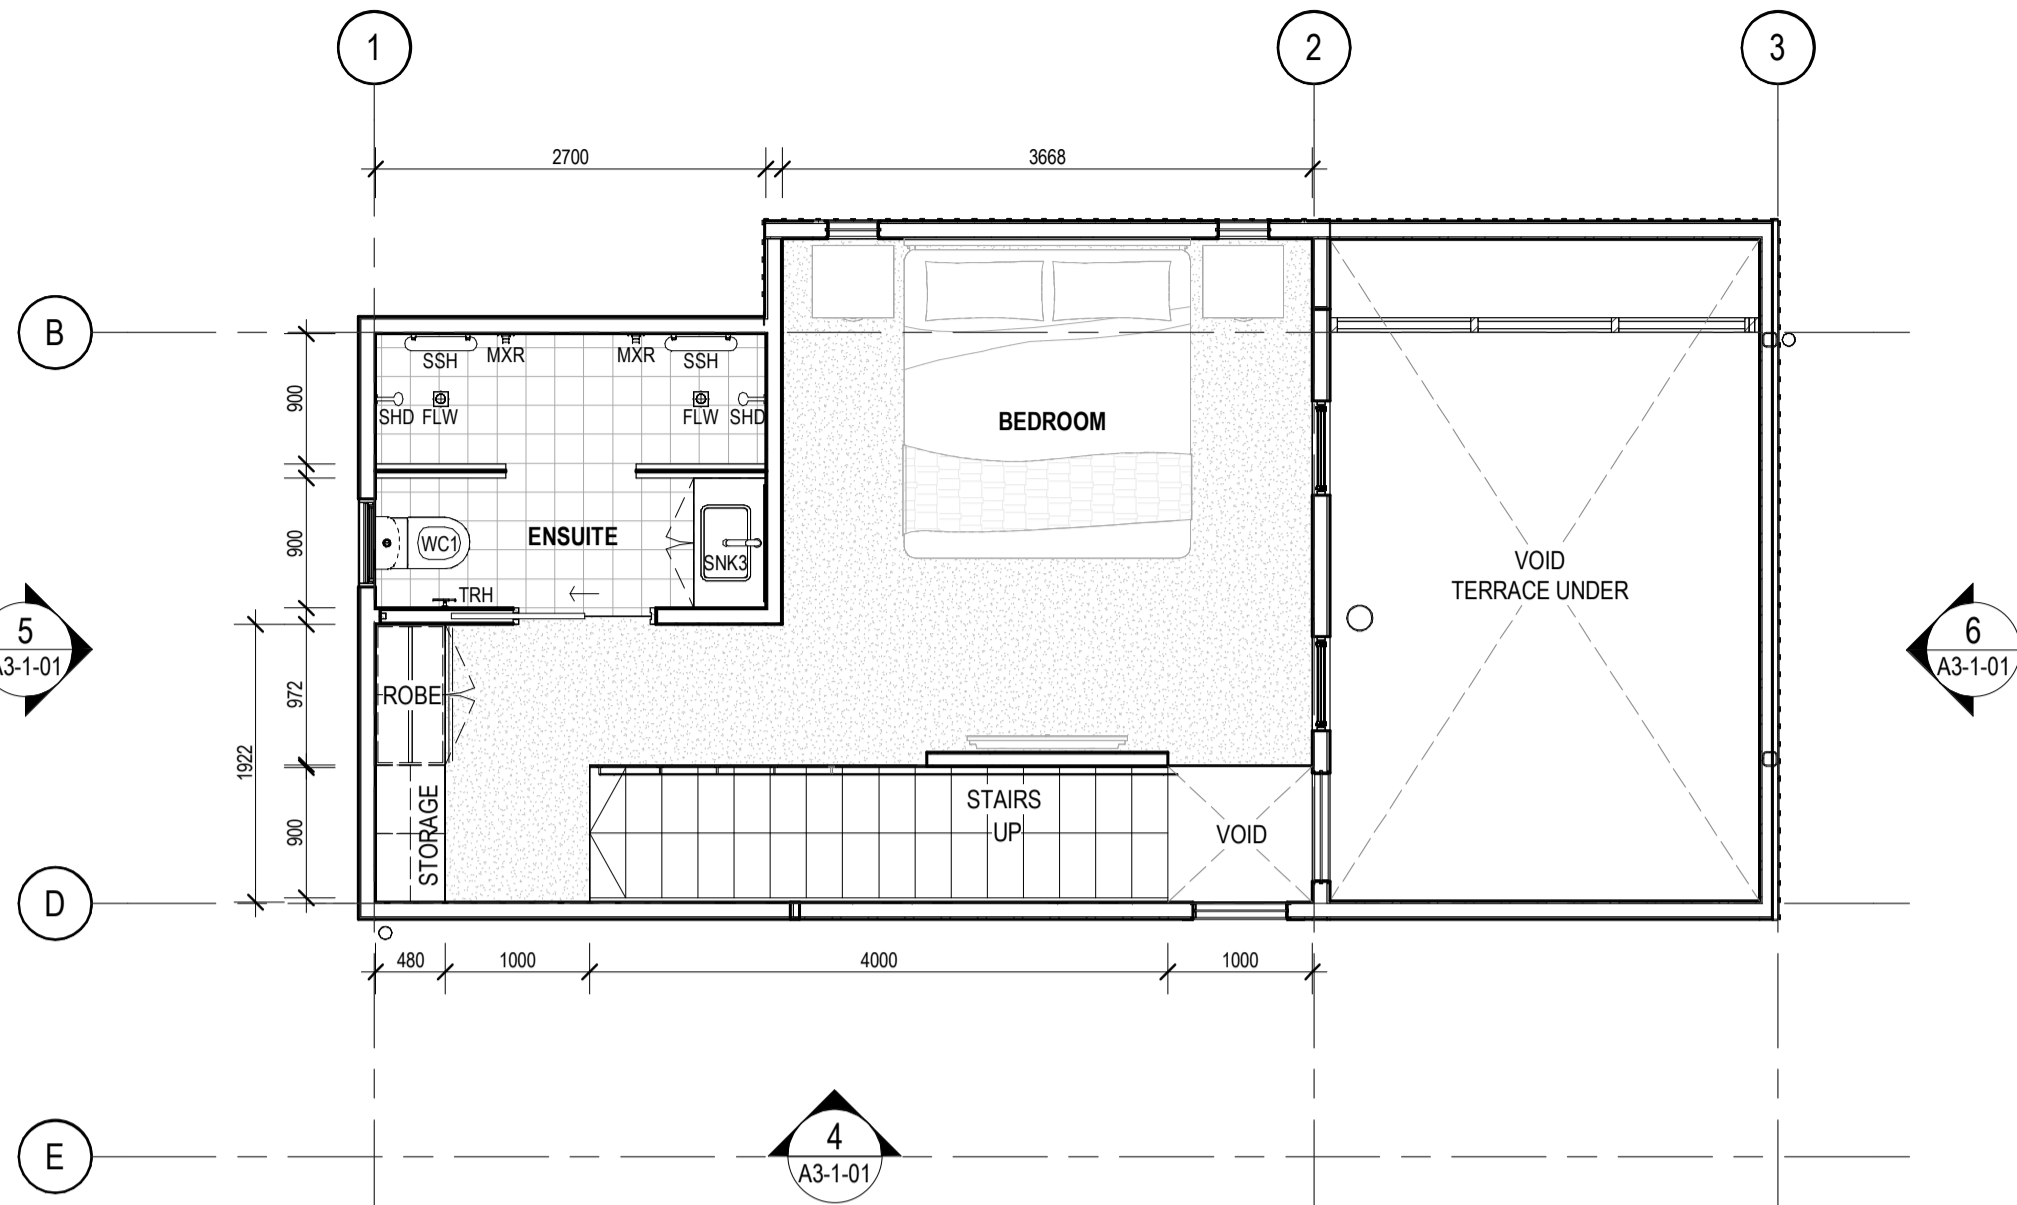 1
2
3
2700
3668
B
SSH
MXR
MXR
SSH
900
SHD
FLW
FLW
SHD
BEDROOM
900
WC1
ENSUITE
SNK3
VOID
TERRACE UNDER
TRH
5
A3-1-01
6
A3-1-01
972
ROBE
1922
900
STORAGE
STAIRS
UP
VOID
D
480
1000
4000
1000
4
A3-1-01
E